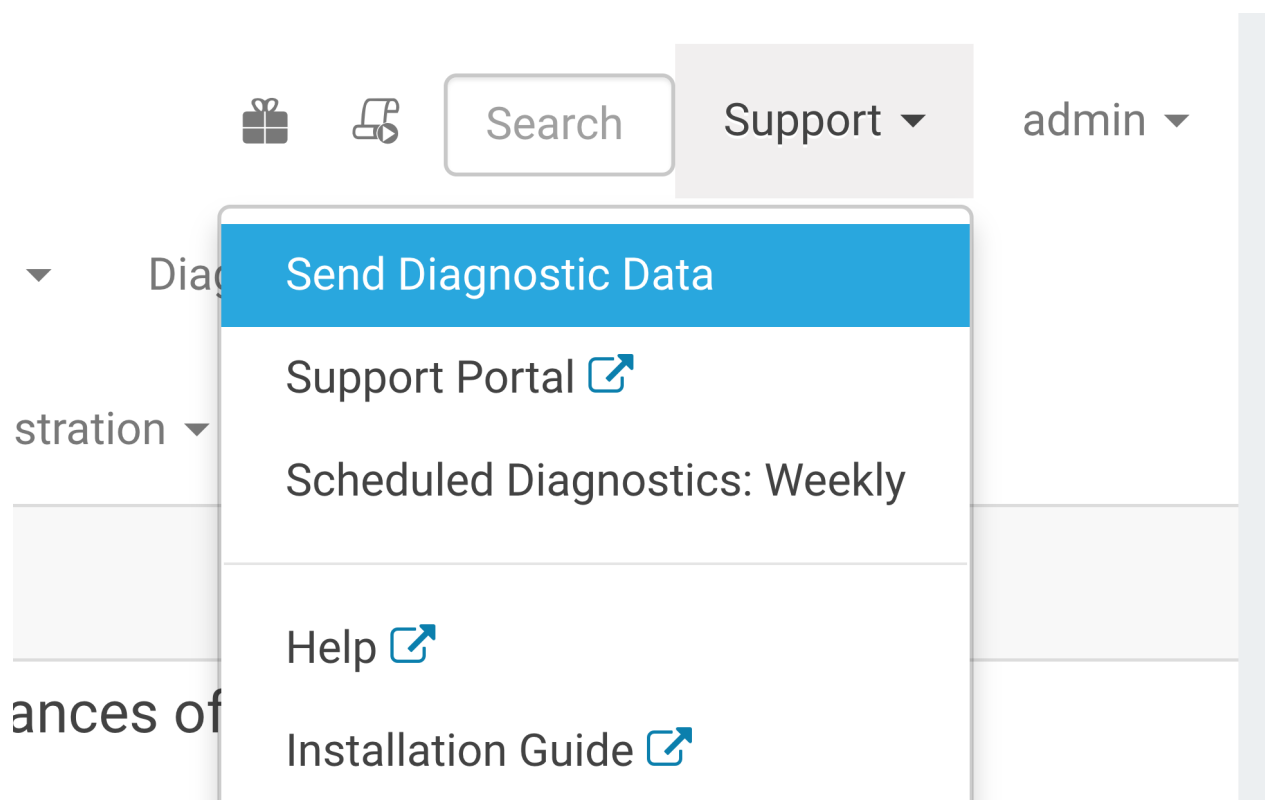 Search Support admin
Diag
Send Diagnostic Data
Support Portal
stration
Scheduled Diagnostics: Weekly
Help
ances of
Installation Guide